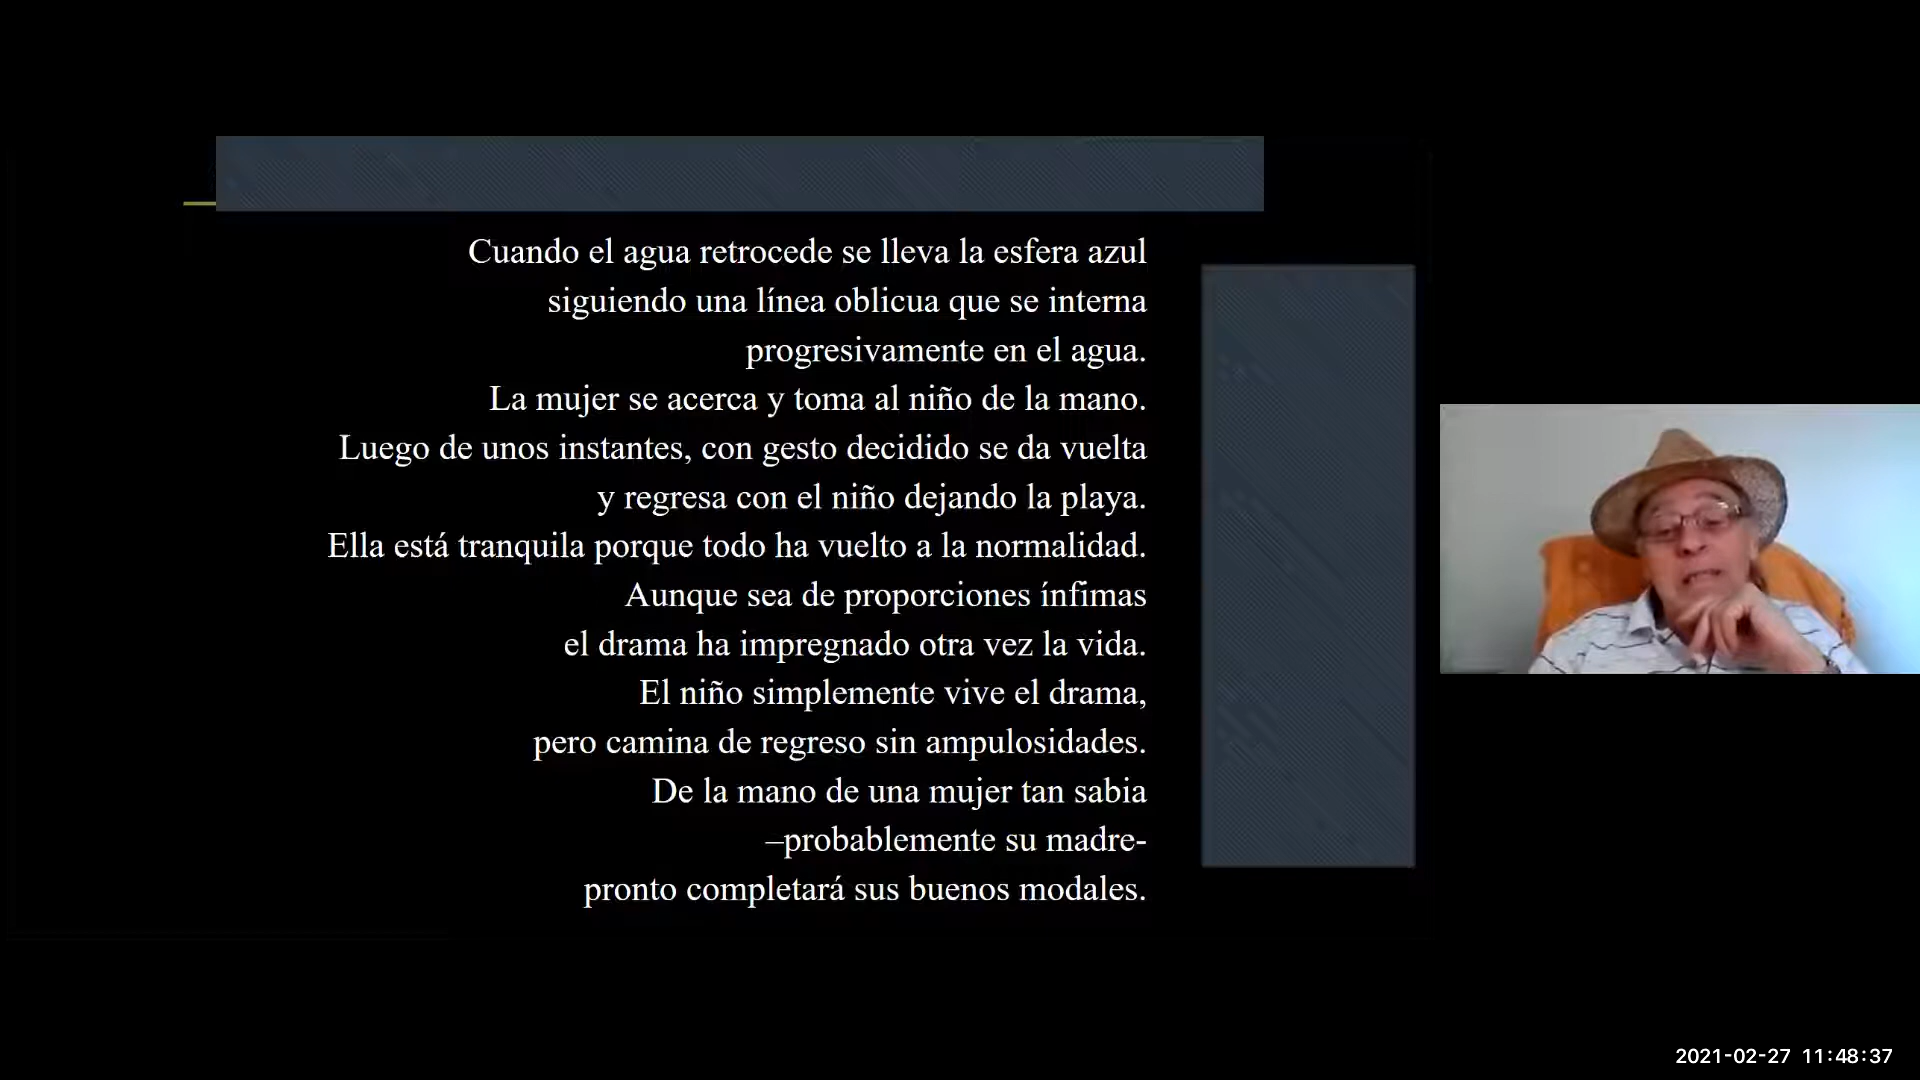 Cuando el agua retrocede se lleva la esfera azul
siguiendo una línea oblicua que se interna
progresivamente en el agua.
La mujer se acerca y toma al niño de la mano.
Luego de unos instantes, con gesto decidido se da vuelta
y regresa con el niño dejando la playa.
Ella está tranquila porque todo ha vuelto a la normalidad.
Aunque sea de proporciones ínfimas
el drama ha impregnado otra vez la vida.
El niño simplemente vive el drama,
pero camina de regreso sin ampulosidades.
De la mano de una mujer tan sabia
–probablemente su madre-
pronto completará sus buenos modales.
2021-02-27 11:48:37